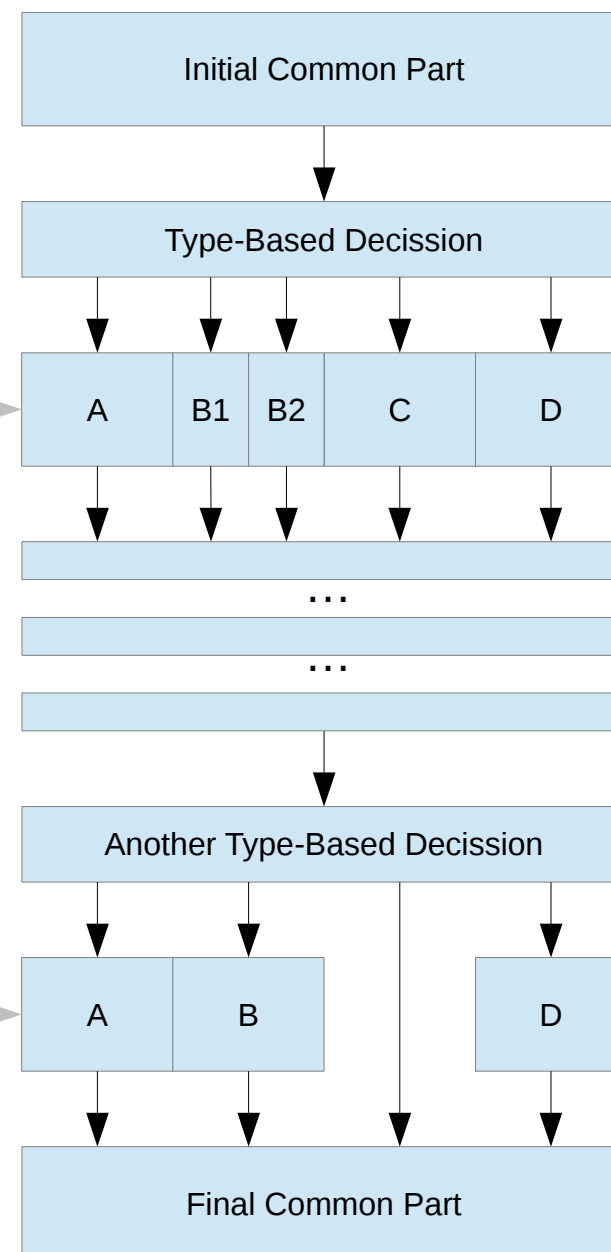 Initial Common Part
Type-Based Decission
A B1 B2 C D
...
...
Another Type-Based Decission
A B D
Final Common Part